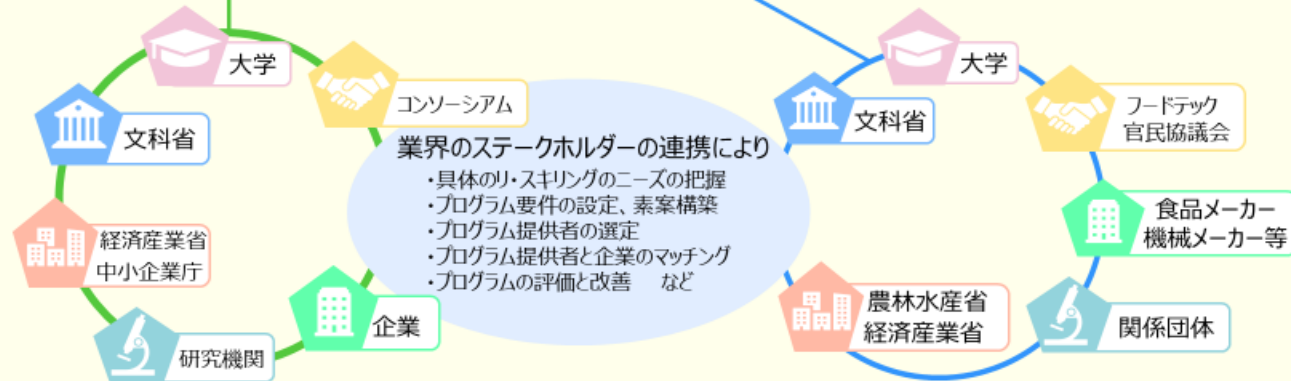 大学
コンソーシアム
文科省
経済産業省
中小企業庁
研究機関
企業
業界のステークホルダーの連携により
・具体のリ・スキリングのニーズの把握
・プログラム要件の設定、素案構築
・プログラム提供者の選定
・プログラム提供者と企業のマッチング
・プログラムの評価と改善　など
大学
文科省
フードテック
官民協議会
食品メーカー
機械メーカー等
農林水産省
経済産業省
関係団体